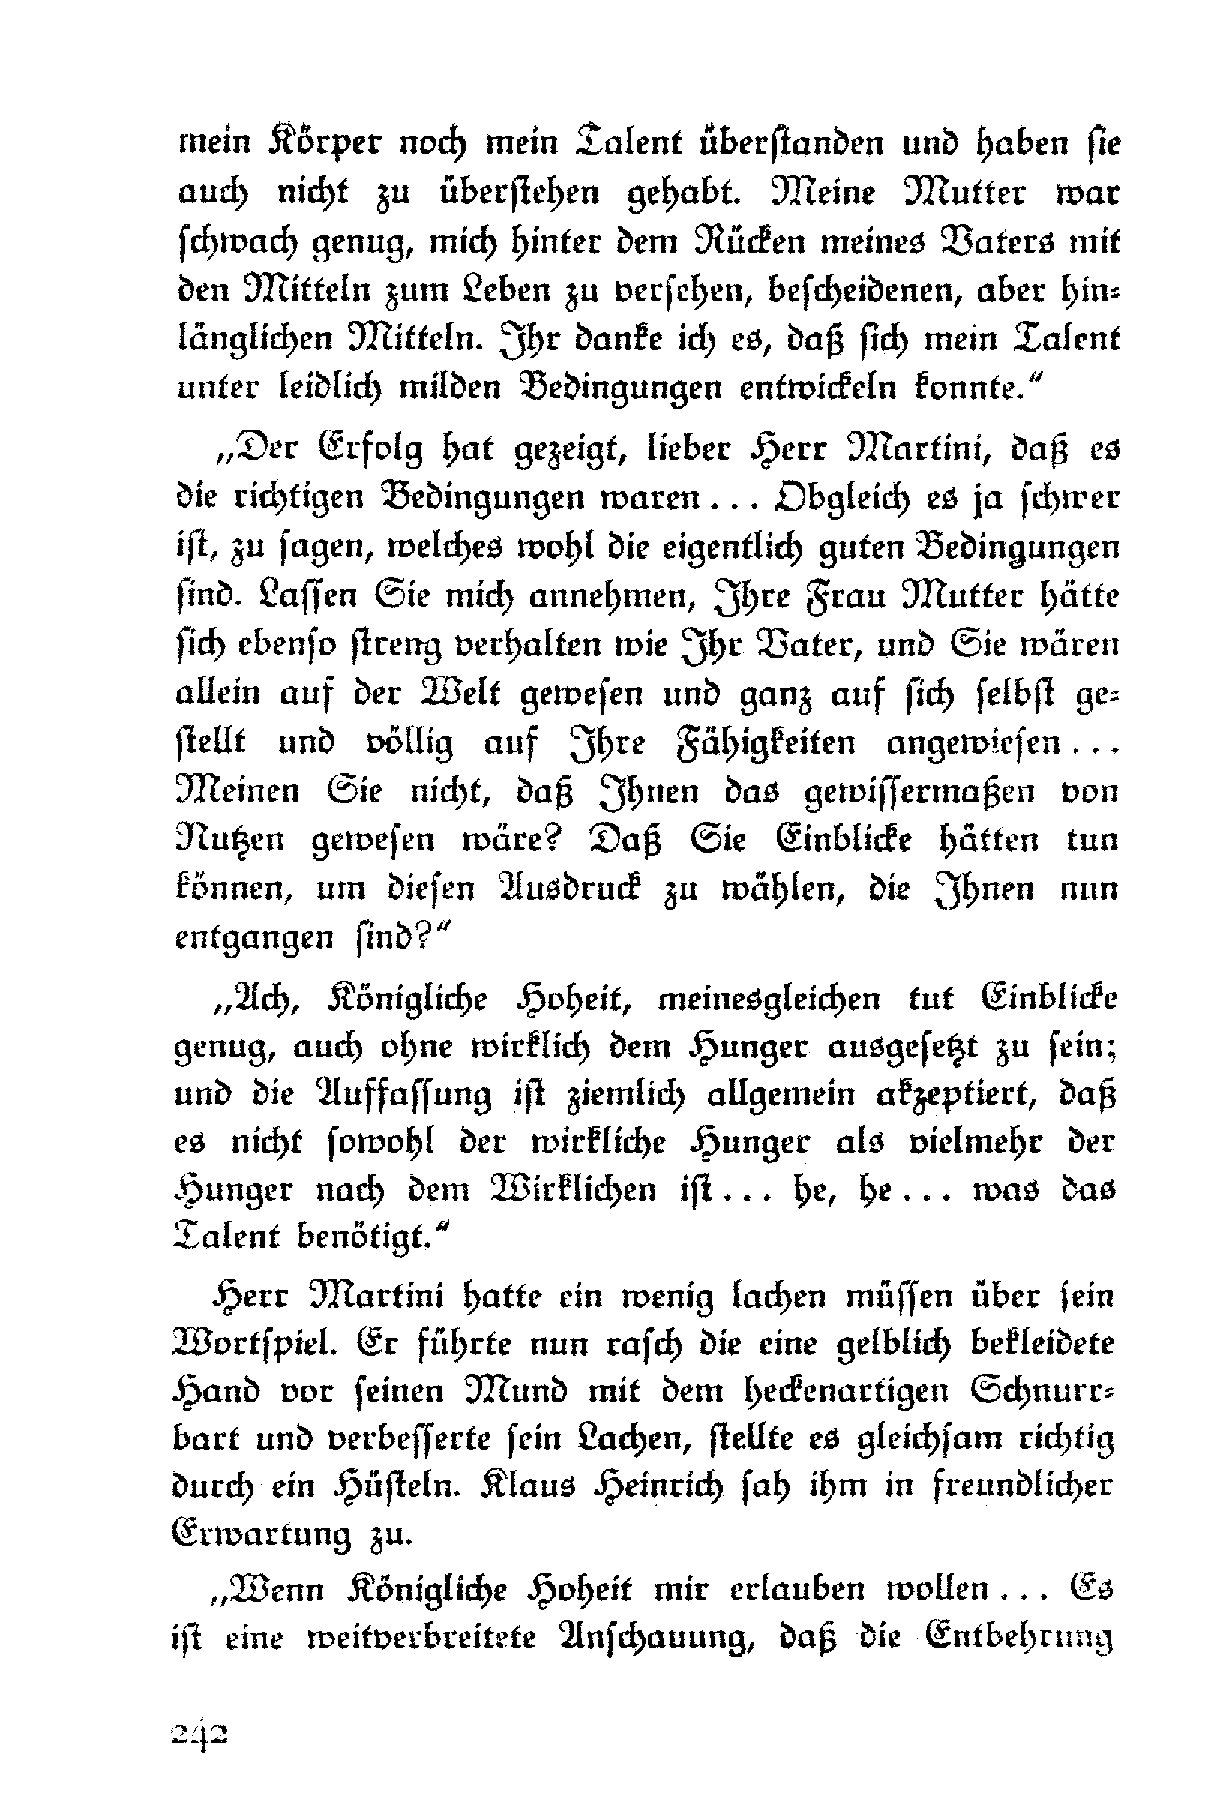 mein Körper noch mein Talent überstanden und haben sie
auch nicht zu überstehen gehabt. Meine Mutter war
schwach genug, mich hinter dem Rücken meines Vaters mit
den Mitteln zum Leben zu versehen, bescheidenen, aber hin-
länglichen Mitteln. Ihr danke ich es, daß sich mein Talent
unter leidlich milden Bedingungen entwickeln konnte.“
„Der Erfolg hat gezeigt, lieber Herr Martini, daß es
die richtigen Bedingungen waren... Obgleich es ja schwer
ist, zu sagen, welches wohl die eigentlich guten Bedingungen
sind. Lassen Sie mich annehmen, Ihre Frau Mutter hätte
sich ebenso streng verhalten wie Ihr Vater, und Sie wären
allein auf der Welt gewesen und ganz auf sich selbst ge-
stellt und völlig auf Ihre Fähigkeiten angewiesen...
Meinen Sie nicht, daß Ihnen das gewissermaßen von
Nutzen gewesen wäre? Daß Sie Einblicke hätten tun
können, um diesen Ausdruck zu wählen, die Ihnen nun
entgangen sind?“
„Ach, Königliche Hoheit, meinesgleichen tut Einblicke
genug, auch ohne wirklich dem Hunger ausgesetzt zu sein;
und die Auffassung ist ziemlich allgemein akzeptiert, daß
es nicht sowohl der wirkliche Hunger als vielmehr der
Hunger nach dem Wirklichen ist... he, he... was das
Talent benötigt.“
Herr Martini hatte ein wenig lachen müssen über sein
Wortspiel. Er führte nun rasch die eine gelblich bekleidete
Hand vor seinen Mund mit dem heckenartigen Schnurr-
bart und verbesserte sein Lachen, stellte es gleichsam richtig
durch ein Hüsteln. Klaus Heinrich sah ihm in freundlicher
Erwartung zu.
„Wenn Königliche Hoheit mir erlauben wollen... Es
ist eine weitverbreitete Anschauung, daß die Entbehrung
242